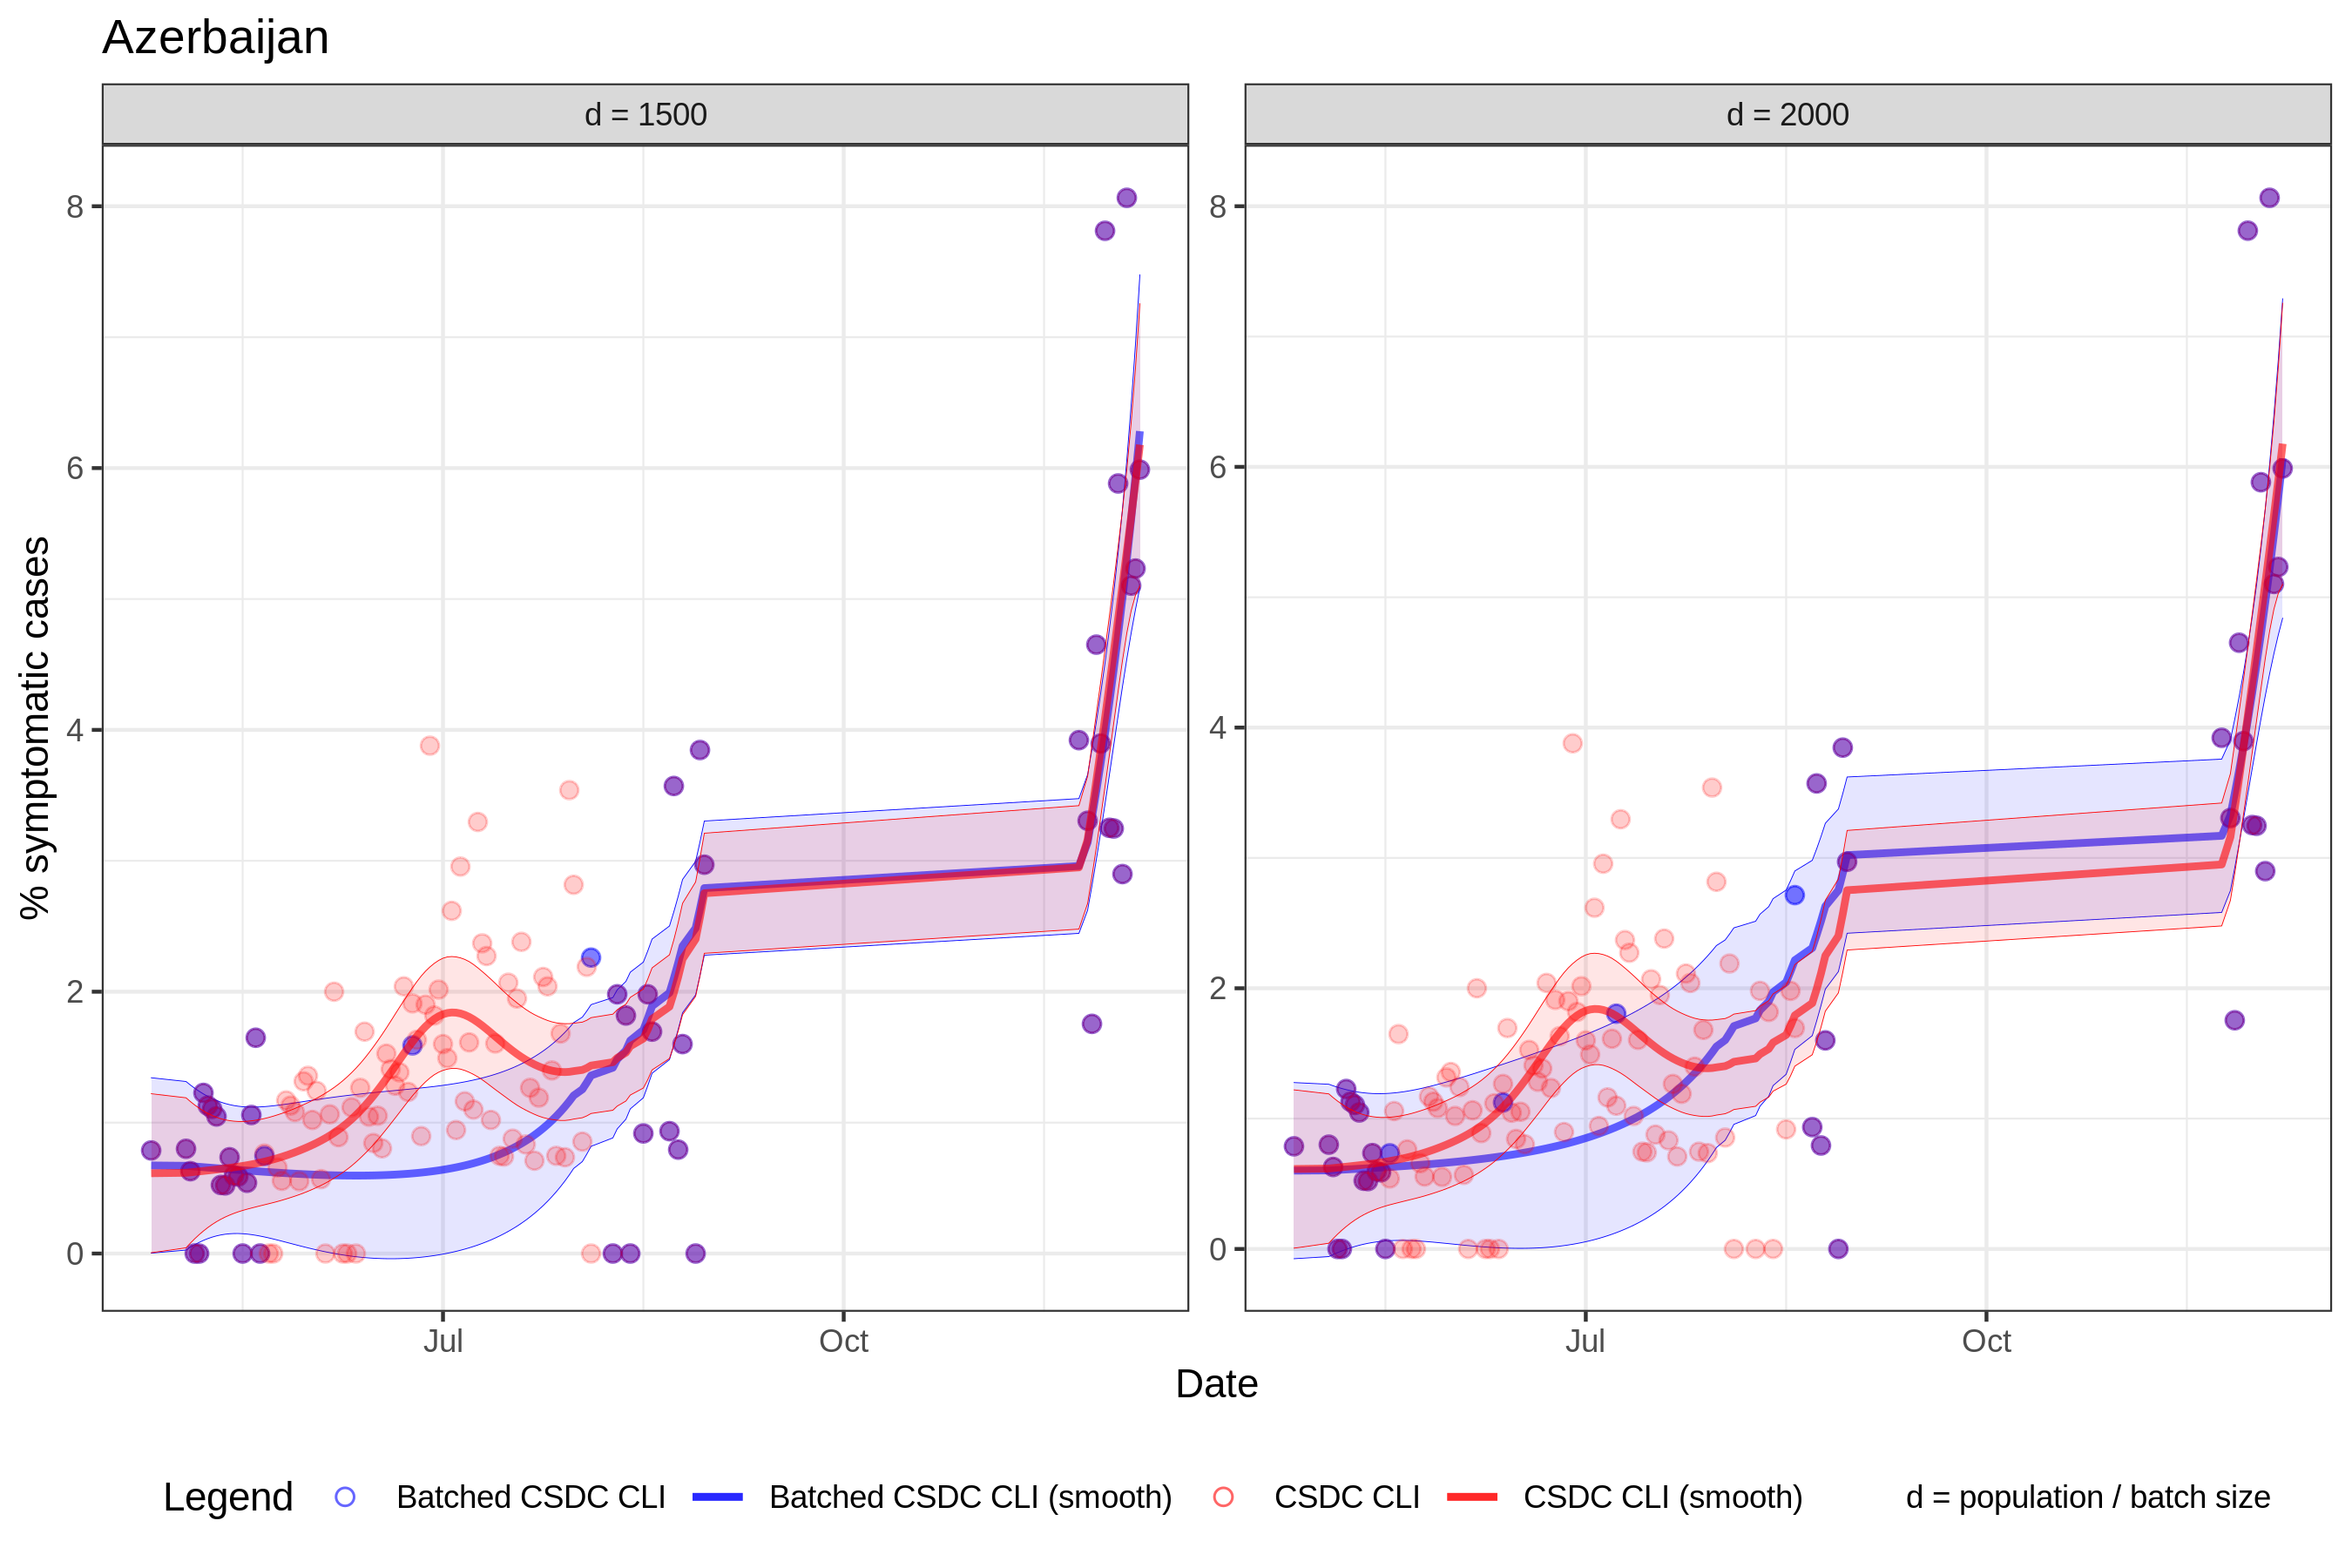 Azerbaijan
d = 1500
d = 2000
% symptomatic cases
8
6
4
2
0
8
6
4
2
0
Jul
Oct
Jul
Oct
Date
Legend
Batched CSDC CLI
Batched CSDC CLI (smooth)
CSDC CLI
CSDC CLI (smooth)
d = population / batch size